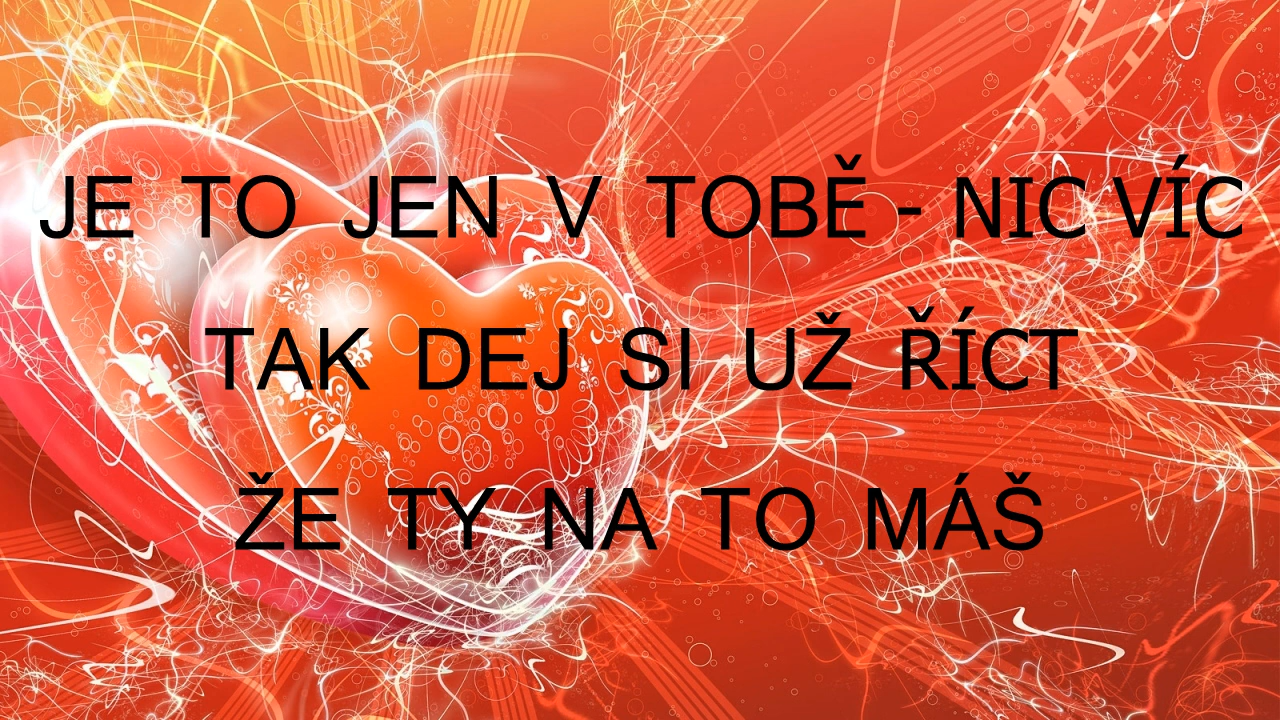 JE TO JEN V TOBĚ - NIC VÍC
TAK DEJ SI UŽ ŘÍCT
ŽE TY NA TO MÁŠ